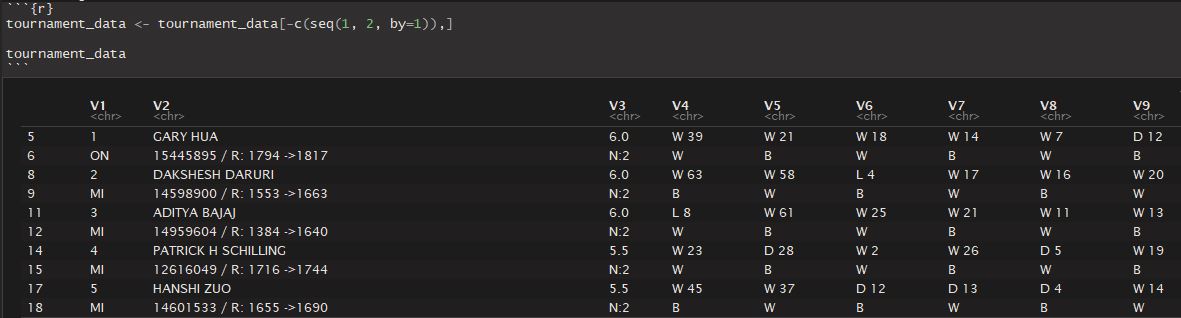 ```{r}
tournament_data <- tournament_data[-c(seq(1, 2, by=1)),]
tournament_data
```
V1 V2 V3 V4 V5 V6 V7 V8 V9
<chr> <chr> <chr> <chr> <chr> <chr> <chr> <chr> <chr>
5 1 GARY HUA 6.0 W 39 W 21 W 18 W 14 W 7 D 12
6 ON 15445895 / R: 1794 ->1817 N:2 W B W B W B
8 2 DAKSHESH DARURI 6.0 W 63 W 58 L 4 W 17 W 16 W 20
9 MI 14598900 / R: 1553 ->1663 N:2 B W B W B W
11 3 ADITYA BAJAJ 6.0 L 8 W 61 W 25 W 21 W 11 W 13
12 MI 14959604 / R: 1384 ->1640 N:2 W B W B W B
14 4 PATRICK H SCHILLING 5.5 W 23 D 28 W 2 W 26 D 5 W 19
15 MI 12616049 / R: 1716 ->1744 N:2 W B W B W B
17 5 HANSHI ZUO 5.5 W 45 W 37 D 12 D 13 D 4 W 14
18 MI 14601533 / R: 1655 ->1690 N:2 B W B W B W